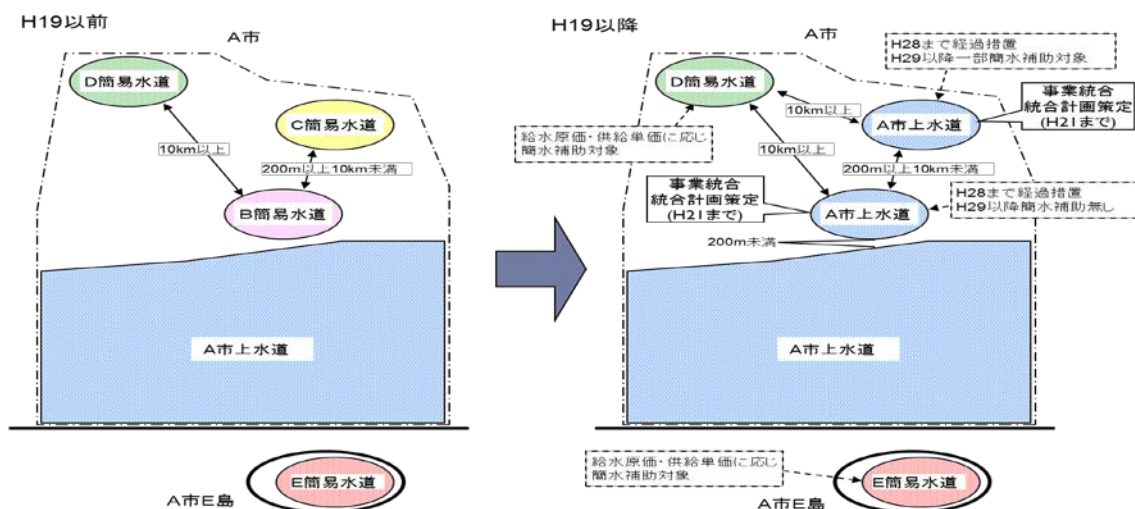 H19以前
A市
D簡易水道
C簡易水道
10km以上
200m以上10km未満
B簡易水道
A市上水道
E簡易水道
A市E島
H19以降
A市
H28まで経過措置
H29以降一部簡水補助対象
D簡易水道
10km以上
A市上水道
事業統合
統合計画策定
(H21まで)
給水原価・供給単価に応じ
簡水補助対象
10km以上
200m以上10km未満
事業統合
統合計画策定
(H21まで)
A市上水道
H28まで経過措置
H29以降簡水補助無し
200m未満
A市上水道
給水原価・供給単価に応じ
簡水補助対象
E簡易水道
A市E島